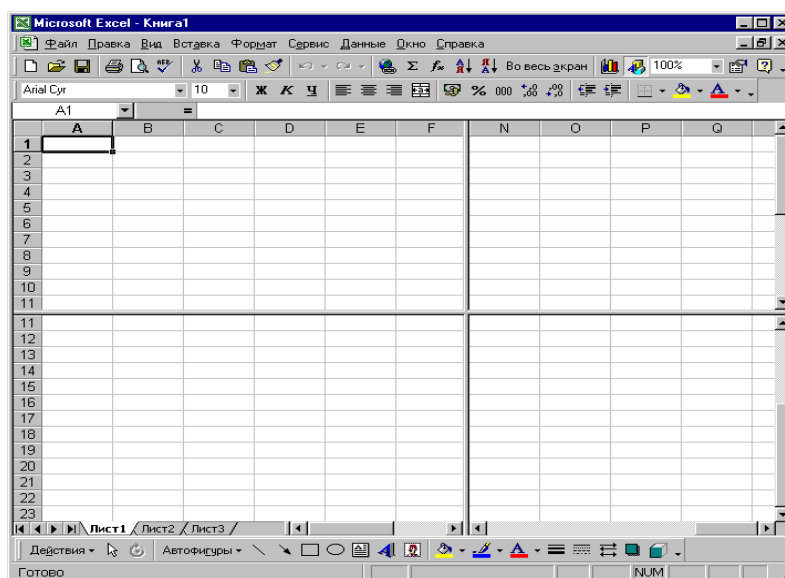 Microsoft Excel - Книга1
Файл Правка Вид Вставка Формат Сервис Данные Окно Справка
Σ fx Во весь экран 100%
Arial Cyr 10 Ж К Ч % 000
A1 =
A B C D E F N O P Q
1
2
3
4
5
6
7
8
9
10
11
11
12
13
14
15
16
17
18
19
20
21
22
23
Лист1 Лист2 Лист3
Действия Автофигуры
Готово NUM